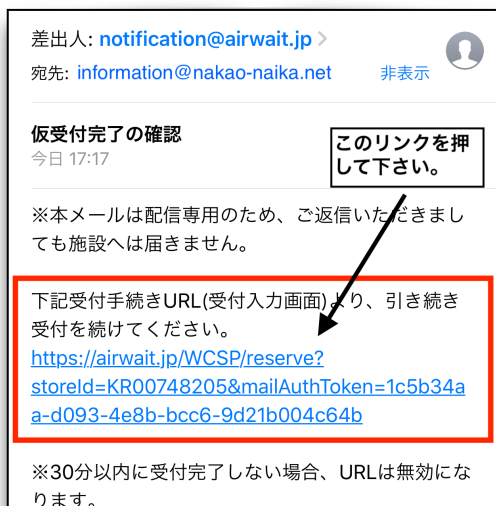 差出人: notification@airwait.jp
宛先: information@nakao-naika.net 非表示
仮受付完了の確認
今日 17:17
このリンクを押
して下さい。
※本メールは配信専用のため、ご返信いただきまし
ても施設へは届きません。
下記受付手続きURL(受付入力画面)より、引き続き
受付を続けてください。
https://airwait.jp/WCSP/reserve?
storeId=KR00748205&mailAuthToken=1c5b34a
a-d093-4e8b-bcc6-9d21b004c64b
※30分以内に受付完了しない場合、URLは無効にな
ります。